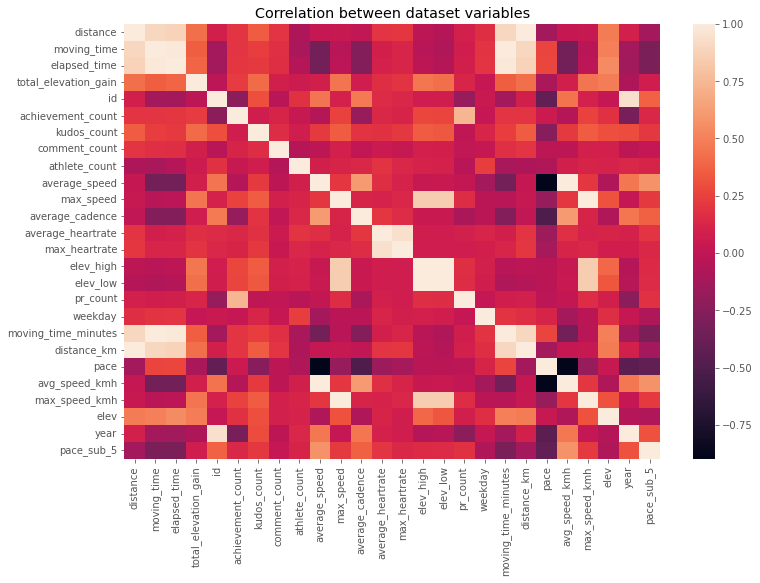 Correlation between dataset variables
distance
moving_time
elapsed_time
total_elevation_gain
id
achievement_count
kudos_count
comment_count
athlete_count
average_speed
max_speed
average_cadence
average_heartrate
max_heartrate
elev_high
elev_low
pr_count
weekday
moving_time_minutes
distance_km
pace
avg_speed_kmh
max_speed_kmh
elev
year
pace_sub_5
distance
moving_time
elapsed_time
total_elevation_gain
id
achievement_count
kudos_count
comment_count
athlete_count
average_speed
max_speed
average_cadence
average_heartrate
max_heartrate
elev_high
elev_low
pr_count
weekday
moving_time_minutes
distance_km
pace
avg_speed_kmh
max_speed_kmh
elev
year
pace_sub_5
1.00
0.75
0.50
0.25
0.00
−0.25
−0.50
−0.75